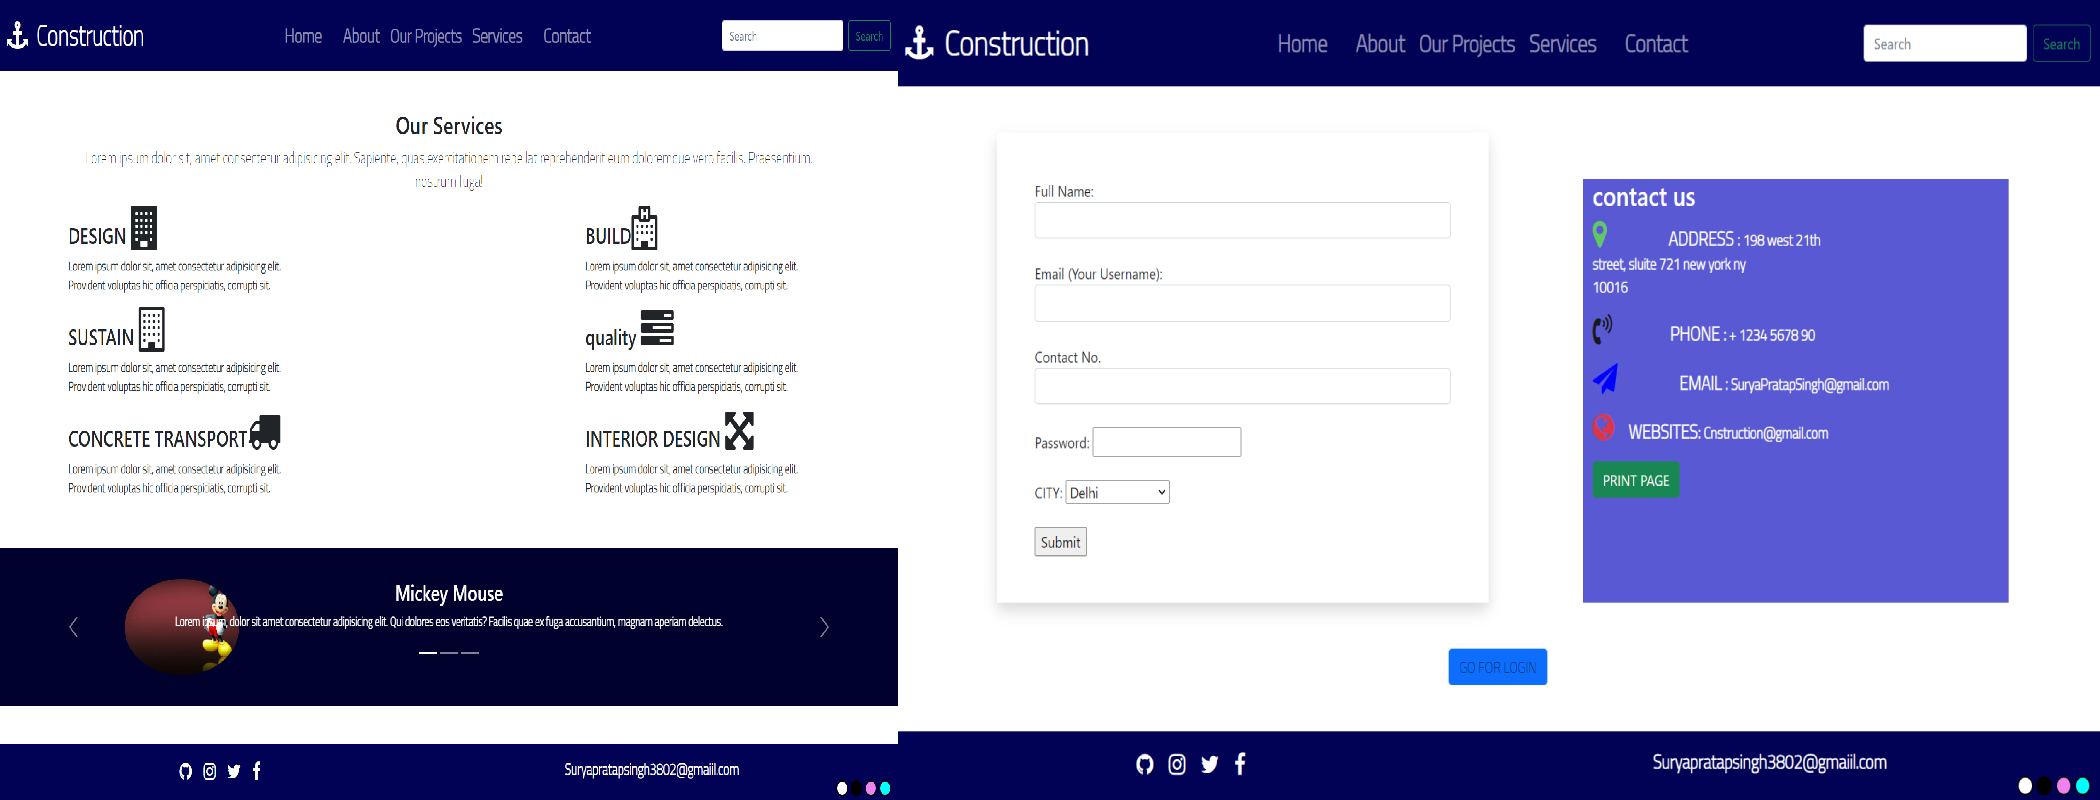 Construction
Home About Our Projects Services Contact
Search Search
Our Services
Lorem ipsum dolor sit, amet consectetur adipisicing elit. Sapiente, quas exercitationem repellat reprehenderit eum doloremque vero facilis. Praesentium,
nostrum fuga!
DESIGN
Lorem ipsum dolor sit, amet consectetur adipisicing elit.
Provident voluptas hic officia perspiciatis, corrupti sit.
BUILD
Lorem ipsum dolor sit, amet consectetur adipisicing elit.
Provident voluptas hic officia perspiciatis, corrupti sit.
SUSTAIN
Lorem ipsum dolor sit, amet consectetur adipisicing elit.
Provident voluptas hic officia perspiciatis, corrupti sit.
quality
Lorem ipsum dolor sit, amet consectetur adipisicing elit.
Provident voluptas hic officia perspiciatis, corrupti sit.
CONCRETE TRANSPORT
Lorem ipsum dolor sit, amet consectetur adipisicing elit.
Provident voluptas hic officia perspiciatis, corrupti sit.
INTERIOR DESIGN
Lorem ipsum dolor sit, amet consectetur adipisicing elit.
Provident voluptas hic officia perspiciatis, corrupti sit.
Mickey Mouse
Lorem ipsum, dolor sit amet consectetur adipisicing elit. Qui dolores eos veritatis? Facilis quae ex fuga accusantium, magnam aperiam delectus.
Suryapratapsingh3802@gmaiil.com
Construction
Home About Our Projects Services Contact
Search Search
Full Name:
Email (Your Username):
Contact No.
Password:
CITY: Delhi
Submit
contact us
ADDRESS : 198 west 21th
street, sluite 721 new york ny
10016
PHONE : + 1234 5678 90
EMAIL : SuryaPratapSingh@gmail.com
WEBSITES: Cnstruction@gmail.com
PRINT PAGE
GO FOR LOGIN
Suryapratapsingh3802@gmaiil.com